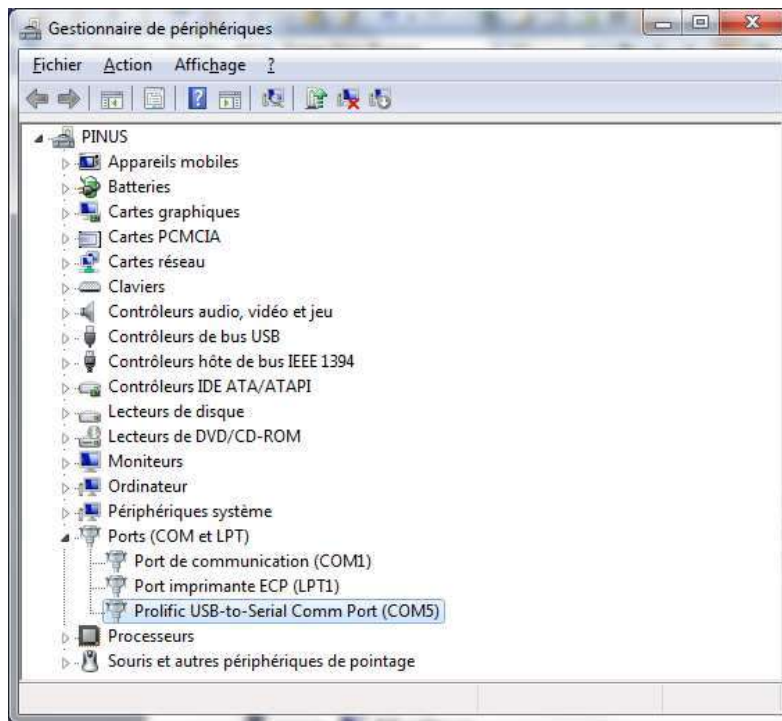 Gestionnaire de périphériques
Fichier Action Affichage ?
PINUS
Appareils mobiles
Batteries
Cartes graphiques
Cartes PCMCIA
Cartes réseau
Claviers
Contrôleurs audio, vidéo et jeu
Contrôleurs de bus USB
Contrôleurs hôte de bus IEEE 1394
Contrôleurs IDE ATA/ATAPI
Lecteurs de disque
Lecteurs de DVD/CD-ROM
Moniteurs
Ordinateur
Périphériques système
Ports (COM et LPT)
Port de communication (COM1)
Port imprimante ECP (LPT1)
Prolific USB-to-Serial Comm Port (COM5)
Processeurs
Souris et autres périphériques de pointage